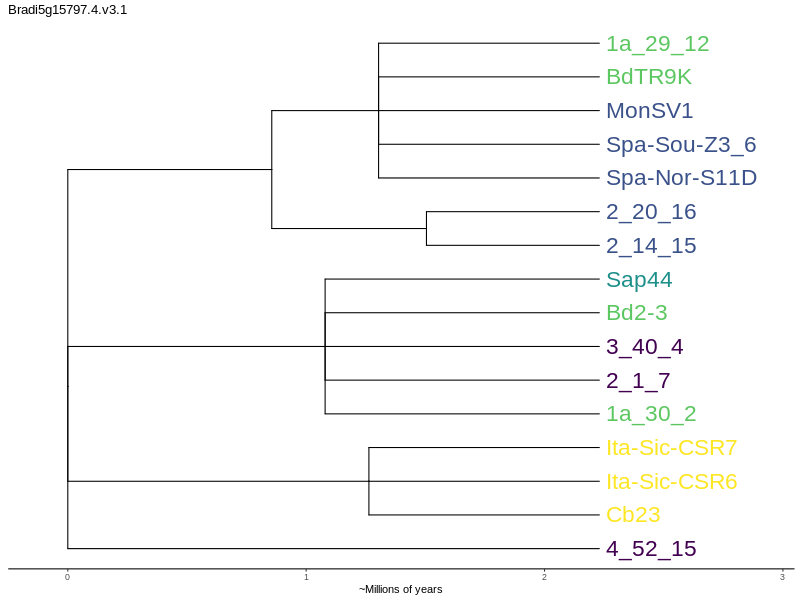 Bradi5g15797.4.v3.1
1a_29_12
BdTR9K
MonSV1
Spa-Sou-Z3_6
Spa-Nor-S11D
2_20_16
2_14_15
Sap44
Bd2-3
3_40_4
2_1_7
1a_30_2
Ita-Sic-CSR7
Ita-Sic-CSR6
Cb23
4_52_15
0 1 2 3
~Millions of years